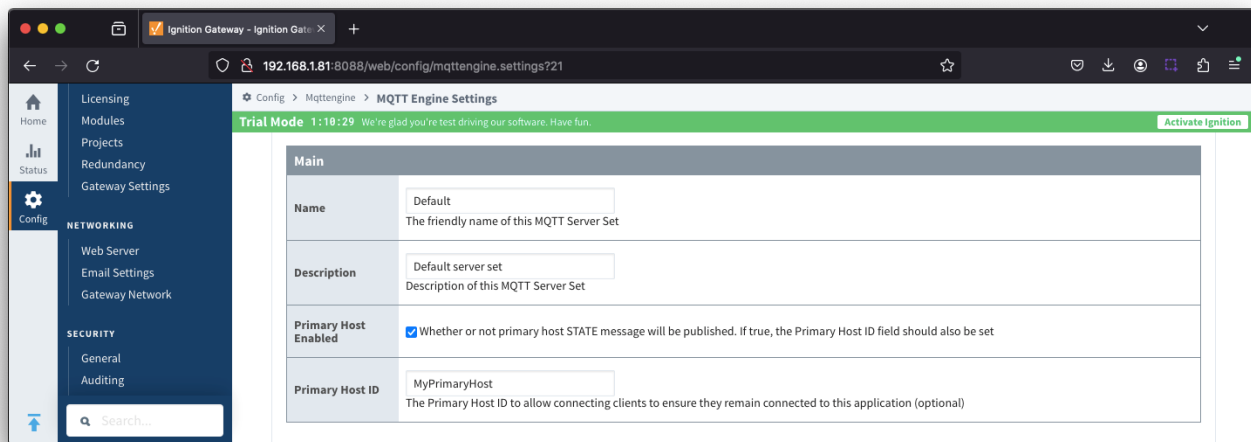 Ignition Gateway - Ignition Gate
192.168.1.81:8088/web/config/mqttengine.settings?21
Home
Status
Config
Licensing
Modules
Projects
Redundancy
Gateway Settings
NETWORKING
Web Server
Email Settings
Gateway Network
SECURITY
General
Auditing
Search...
Config > Mqttengine > MQTT Engine Settings
Trial Mode 1:10:29 We're glad you're test driving our software. Have fun.
Activate Ignition
Main
Name
Default
The friendly name of this MQTT Server Set
Description
Default server set
Description of this MQTT Server Set
Primary Host
Enabled
Whether or not primary host STATE message will be published. If true, the Primary Host ID field should also be set
Primary Host ID
MyPrimaryHost
The Primary Host ID to allow connecting clients to ensure they remain connected to this application (optional)